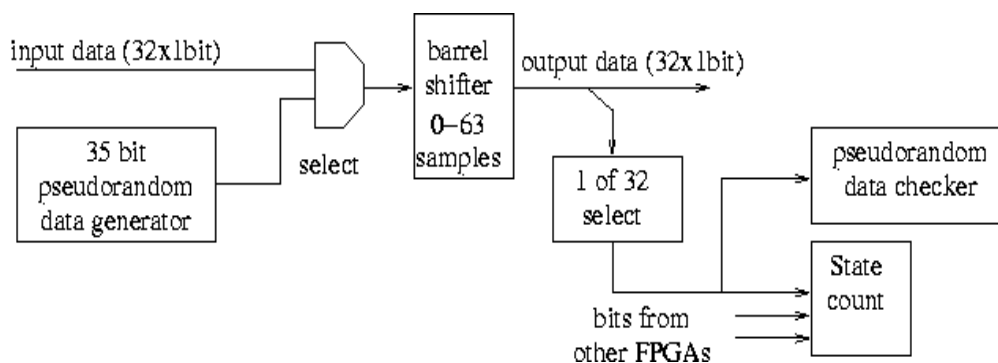 input data (32x1bit)
35 bit
pseudorandom
data generator
select
barrel
shifter
0–63
samples
output data (32x1bit)
1 of 32
select
pseudorandom
data checker
State
count
bits from
other FPGAs